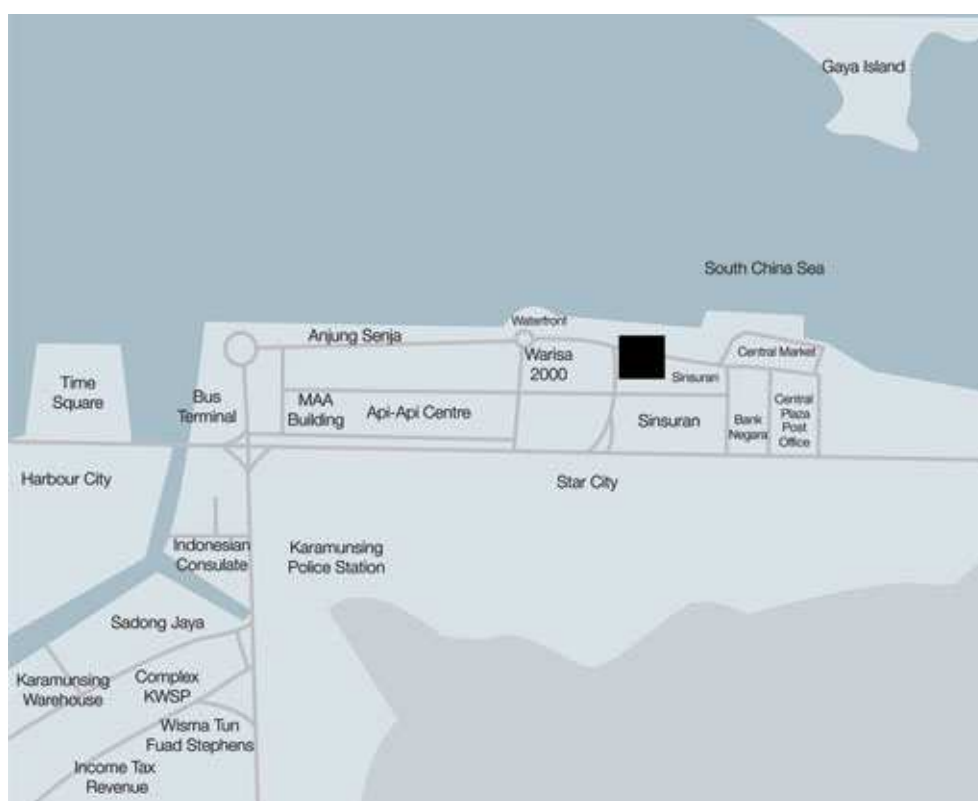 Gaya Island
South China Sea
Waterfront
Anjung Senja
Warisa
2000
Central Market
Sinsuran
Time
Square
Bus
Terminal
MAA
Building
Api-Api Centre
Sinsuran
Bank
Negara
Central
Plaza
Post
Office
Harbour City
Star City
Indonesian
Consulate
Karamunsing
Police Station
Sadong Jaya
Karamunsing
Warehouse
Complex
KWSP
Wisma Tun
Fuad Stephens
Income Tax
Revenue